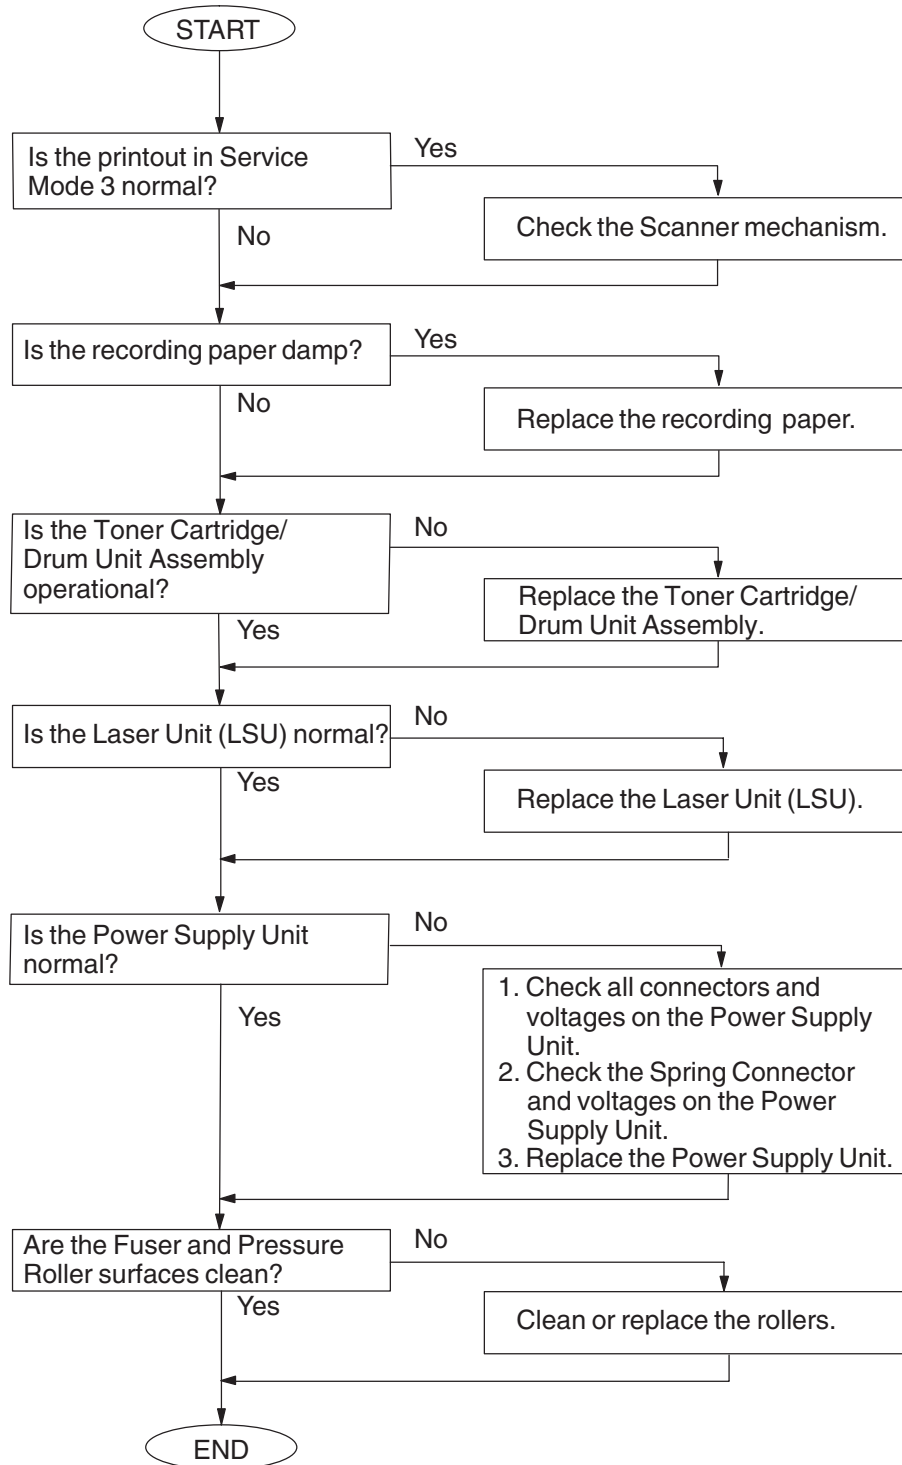 START
Is the printout in Service
Mode 3 normal?
Yes
No
Check the Scanner mechanism.
Is the recording paper damp?
Yes
No
Replace the recording paper.
Is the Toner Cartridge/
Drum Unit Assembly
operational?
No
Yes
Replace the Toner Cartridge/
Drum Unit Assembly.
Is the Laser Unit (LSU) normal?
No
Yes
Replace the Laser Unit (LSU).
Is the Power Supply Unit
normal?
No
Yes
1. Check all connectors and
voltages on the Power Supply
Unit.
2. Check the Spring Connector
and voltages on the Power
Supply Unit.
3. Replace the Power Supply Unit.
Are the Fuser and Pressure
Roller surfaces clean?
No
Yes
Clean or replace the rollers.
END